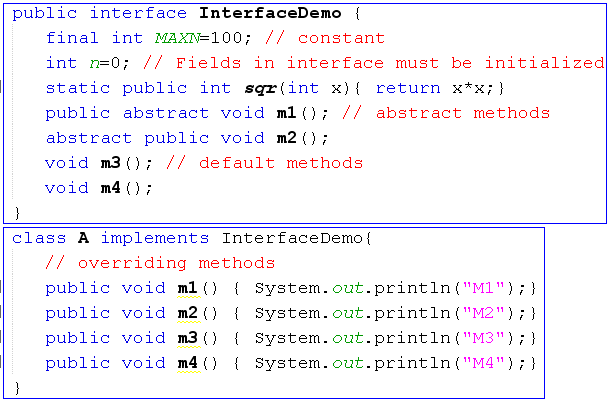 public interface InterfaceDemo {
final int MAXN=100; // constant
int n=0; // Fields in interface must be initialized
static public int sqr(int x){ return x*x;}
public abstract void m1(); // abstract methods
abstract public void m2();
void m3(); // default methods
void m4();
}
class A implements InterfaceDemo{
// overriding methods
public void m1() { System.out.println("M1");}
public void m2() { System.out.println("M2");}
public void m3() { System.out.println("M3");}
public void m4() { System.out.println("M4");}
}